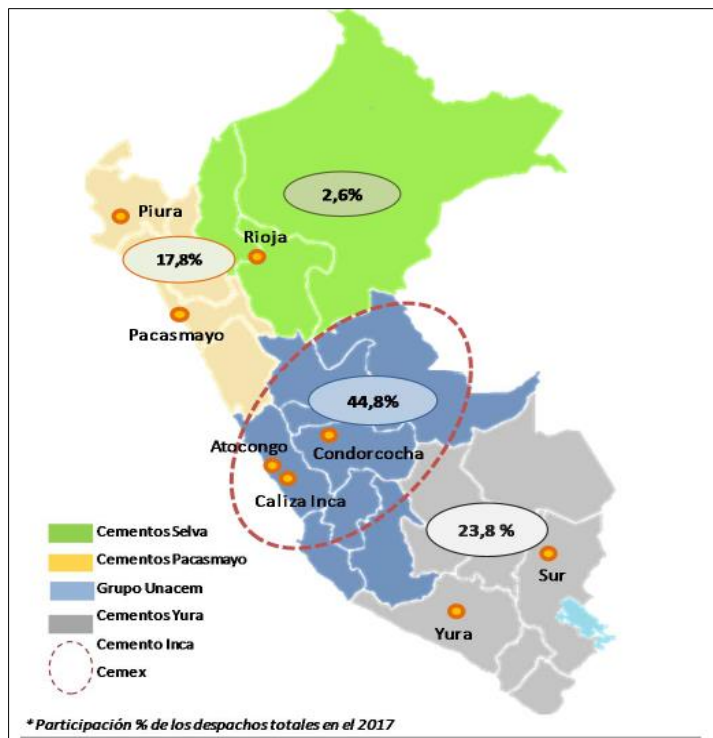 2,6%
Piura
Rioja
17,8%
Pacasmayo
44,8%
Atocongo
Condorcocha
Caliza Inca
23,8 %
Sur
Yura
Cementos Selva
Cementos Pacasmayo
Grupo Unacem
Cementos Yura
Cemento Inca
Cemex
* Participación % de los despachos totales en el 2017